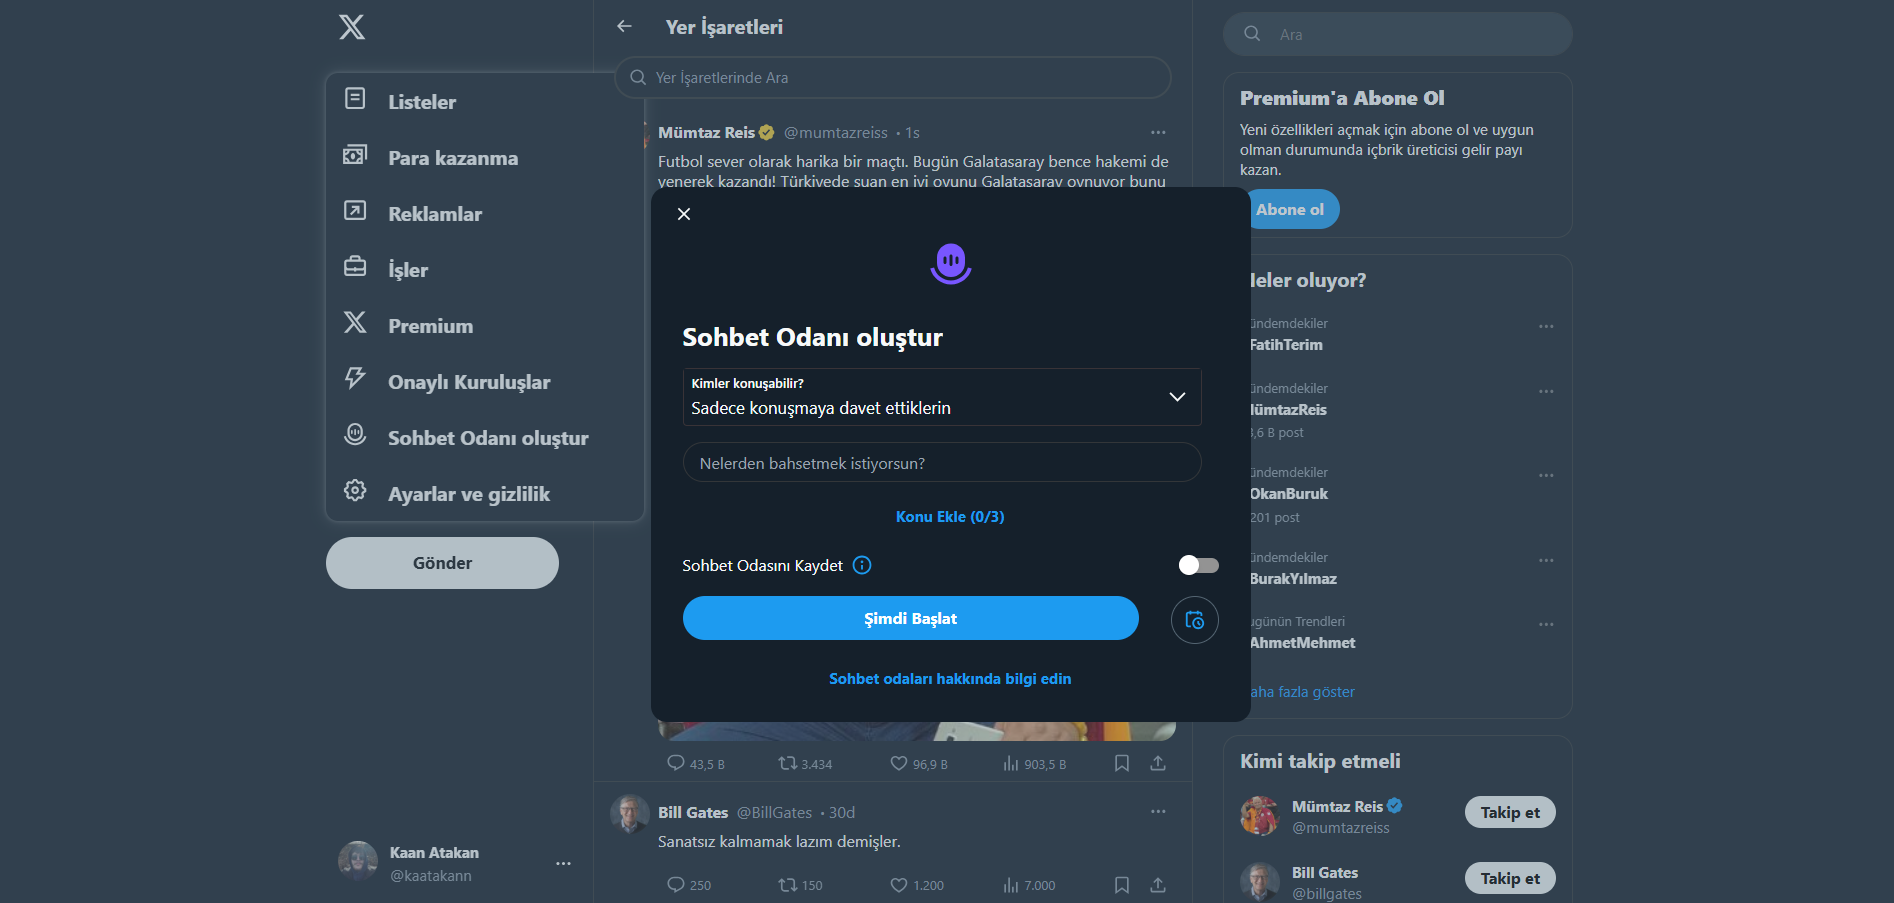 Listeler
Para kazanma
Reklamlar
İşler
Premium
Onaylı Kuruluşlar
Sohbet Odanı oluştur
Ayarlar ve gizlilik
Gönder
Kaan Atakan
@kaatakann
Yer İşaretleri
Yer İşaretlerinde Ara
Mümtaz Reis @mumtazreiss · 1s
Futbol sever olarak harika bir maçtı. Bugün Galatasaray bence hakemi de
yenerek kazandı! Türkiyede şuan en iyi oyunu Galatasaray oynuyor bunu
Sohbet Odanı oluştur
Kimler konuşabilir?
Sadece konuşmaya davet ettiklerin
Nelerden bahsetmek istiyorsun?
Konu Ekle (0/3)
Sohbet Odasını Kaydet
Şimdi Başlat
Sohbet odaları hakkında bilgi edin
43,5 B 3.434 96,9 B 903,5 B
Bill Gates @BillGates · 30d
Sanatsız kalmamak lazım demişler.
250 150 1.200 7.000
Ara
Premium'a Abone Ol
Yeni özellikleri açmak için abone ol ve uygun
olman durumunda içbrik üreticisi gelir payı
kazan.
Abone ol
eler oluyor?
ündemdekiler
FatihTerim
ündemdekiler
ümtazReis
,6 B post
ündemdekiler
OkanBuruk
201 post
ündemdekiler
BurakYılmaz
ugünün Trendleri
AhmetMehmet
aha fazla göster
Kimi takip etmeli
Mümtaz Reis
@mumtazreiss
Takip et
Bill Gates
@billgates
Takip et